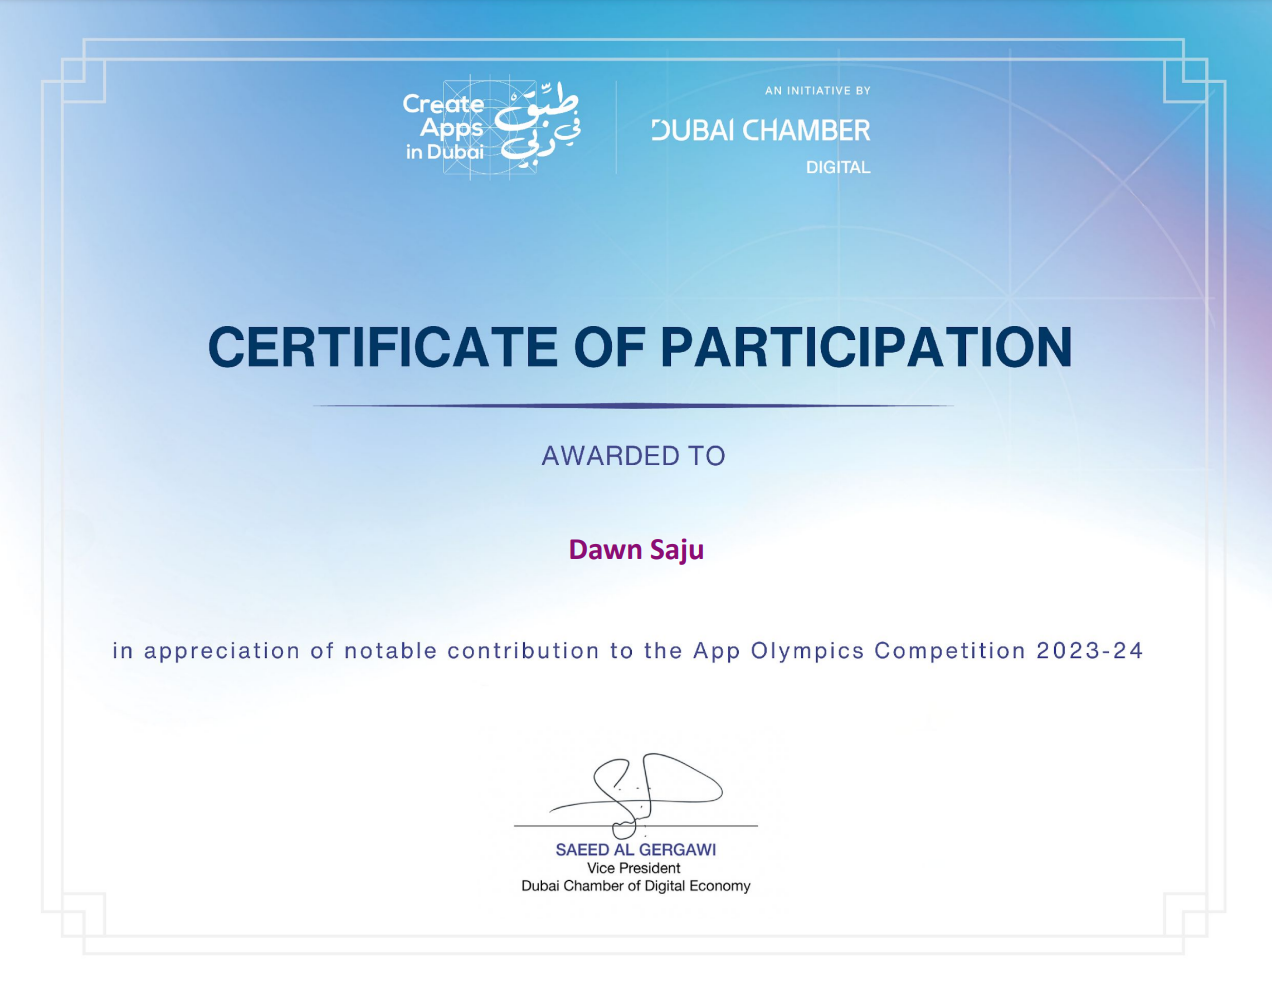 Create
Apps
in Dubai
طبِّق
في
دبي
AN INITIATIVE BY
DUBAI CHAMBER
DIGITAL
CERTIFICATE OF PARTICIPATION
AWARDED TO
Dawn Saju
in appreciation of notable contribution to the App Olympics Competition 2023-24
SAEED AL GERGAWI
Vice President
Dubai Chamber of Digital Economy